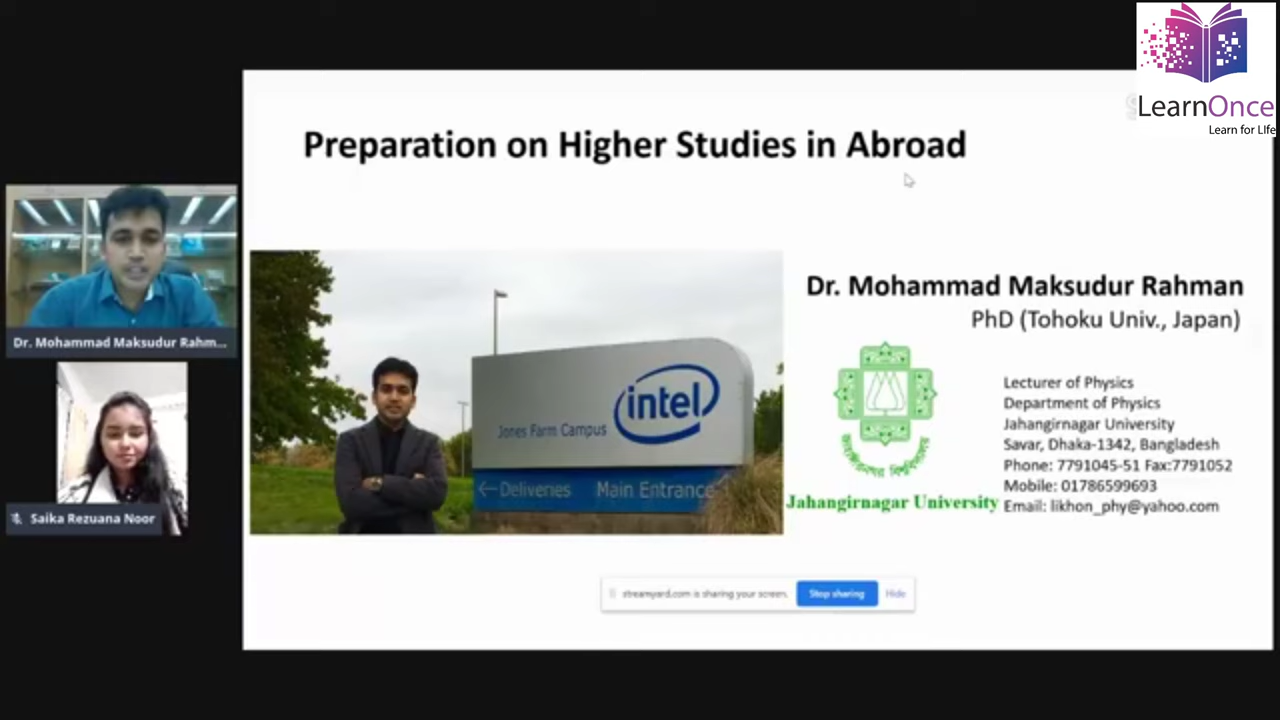 LearnOnce
Learn for LIfe
Preparation on Higher Studies in Abroad
Dr. Mohammad Maksudur Rahm...
Saika Rezuana Noor
intel
Jones Farm Campus
←Deliveries Main Entrance
Dr. Mohammad Maksudur Rahman
PhD (Tohoku Univ., Japan)
Jahangirnagar University
Lecturer of Physics
Department of Physics
Jahangirnagar University
Savar, Dhaka-1342, Bangladesh
Phone: 7791045-51 Fax:7791052
Mobile: 01786599693
Email: likhon_phy@yahoo.com
streamyard.com is sharing your screen. Stop sharing Hide